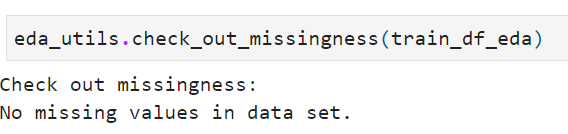 eda_utils.check_out_missingness(train_df_eda)
Check out missingness:
No missing values in data set.